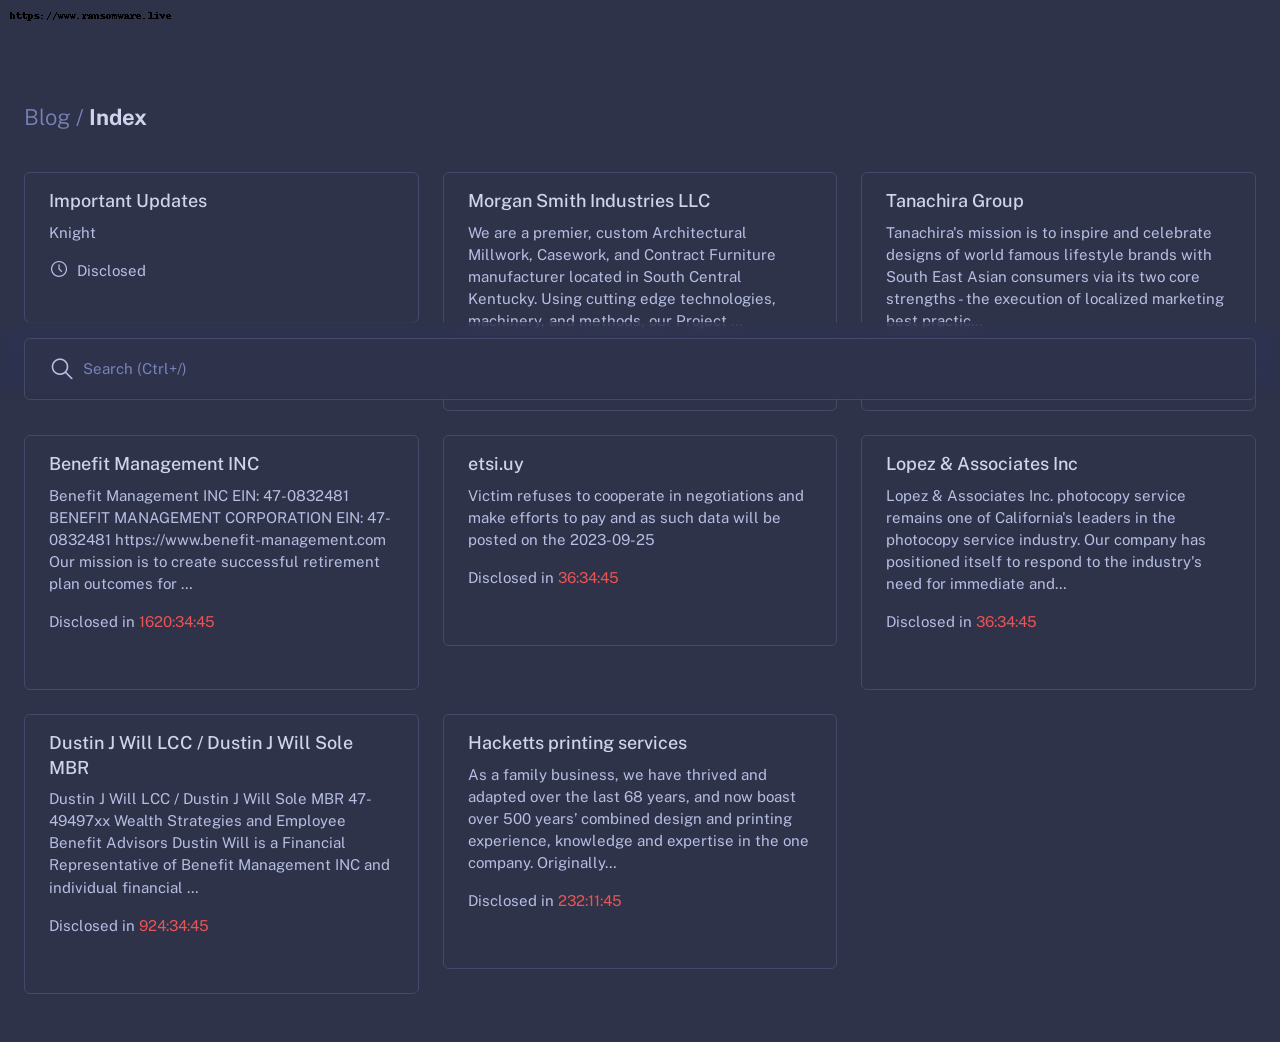 https://www.ransomware.live
Blog / Index
Important Updates
Knight
Disclosed
Morgan Smith Industries LLC
We are a premier, custom Architectural
Millwork, Casework, and Contract Furniture
manufacturer located in South Central
Kentucky. Using cutting edge technologies,
machinery, and methods, our Project ...
Tanachira Group
Tanachira's mission is to inspire and celebrate
designs of world famous lifestyle brands with
South East Asian consumers via its two core
strengths - the execution of localized marketing
best practic...
Search (Ctrl+/)
Benefit Management INC
Benefit Management INC EIN: 47-0832481
BENEFIT MANAGEMENT CORPORATION EIN: 47-
0832481 https://www.benefit-management.com
Our mission is to create successful retirement
plan outcomes for ...
Disclosed in 1620:34:45
etsi.uy
Victim refuses to cooperate in negotiations and
make efforts to pay and as such data will be
posted on the 2023-09-25
Disclosed in 36:34:45
Lopez & Associates Inc
Lopez & Associates Inc. photocopy service
remains one of California's leaders in the
photocopy service industry. Our company has
positioned itself to respond to the industry's
need for immediate and...
Disclosed in 36:34:45
Dustin J Will LCC / Dustin J Will Sole
MBR
Dustin J Will LCC / Dustin J Will Sole MBR 47-
49497xx Wealth Strategies and Employee
Benefit Advisors Dustin Will is a Financial
Representative of Benefit Management INC and
individual financial ...
Disclosed in 924:34:45
Hacketts printing services
As a family business, we have thrived and
adapted over the last 68 years, and now boast
over 500 years’ combined design and printing
experience, knowledge and expertise in the one
company. Originally...
Disclosed in 232:11:45